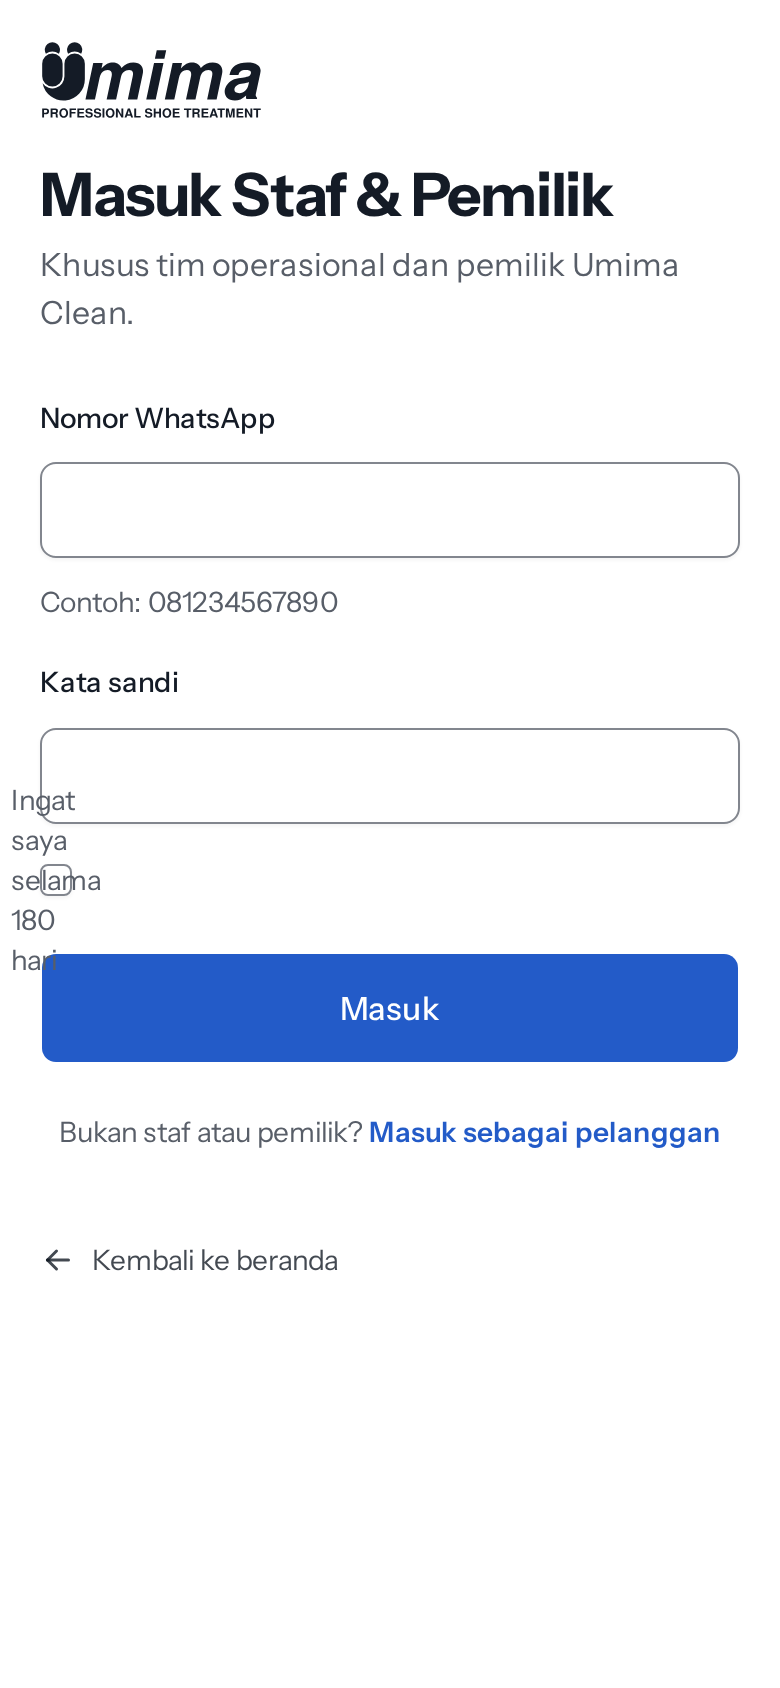 Ümima
PROFESSIONAL SHOE TREATMENT
Masuk Staf & Pemilik
Khusus tim operasional dan pemilik Umima
Clean.
Nomor WhatsApp
Contoh: 081234567890
Kata sandi
Ingat
saya
selama
180
hari
Masuk
Bukan staf atau pemilik? Masuk sebagai pelanggan
Kembali ke beranda